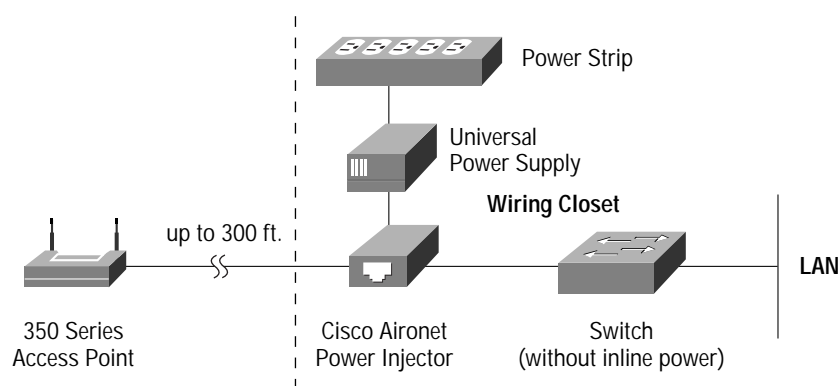 Power Strip
Universal
Power Supply
Wiring Closet
up to 300 ft.
LAN
350 Series
Access Point
Cisco Aironet
Power Injector
Switch
(without inline power)